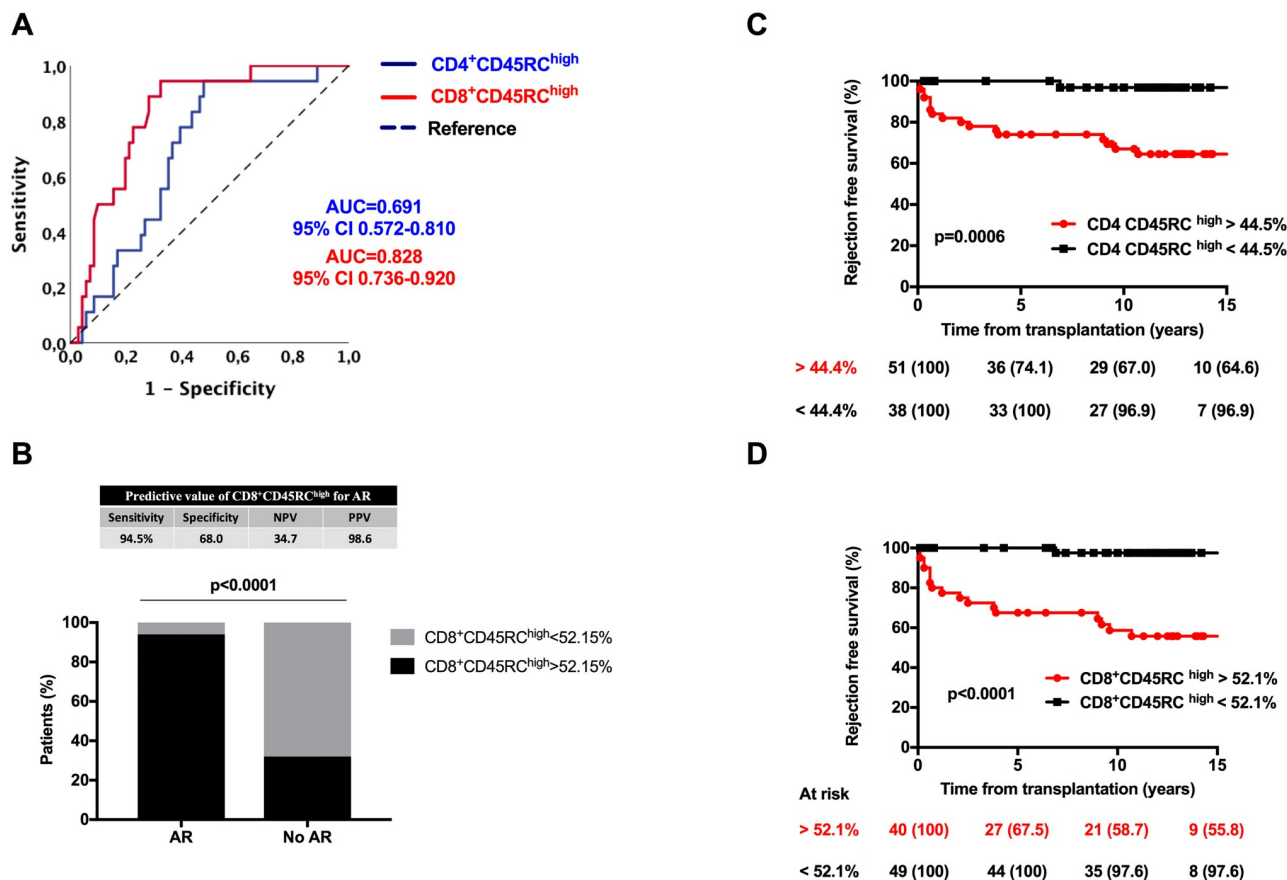 A
1,0
0,8
0,6
0,4
0,2
0,0
0,0 0,2 0,4 0,6 0,8 1,0
Sensitivity
1 – Specificity
CD4+CD45RChigh
CD8+CD45RChigh
Reference
AUC=0.691
95% CI 0.572-0.810
AUC=0.828
95% CI 0.736-0.920
B
Predictive value of CD8+CD45RChigh for AR
Sensitivity Specificity NPV PPV
94.5% 68.0 34.7 98.6
p<0.0001
100
80
60
40
20
0
Patients (%)
AR No AR
CD8+CD45RChigh<52.15%
CD8+CD45RChigh>52.15%
C
100
80
60
40
20
0
Rejection free survival (%)
p=0.0006
CD4 CD45RC high > 44.5%
CD4 CD45RC high < 44.5%
0 5 10 15
Time from transplantation (years)
> 44.4% 51 (100) 36 (74.1) 29 (67.0) 10 (64.6)
< 44.4% 38 (100) 33 (100) 27 (96.9) 7 (96.9)
D
100
80
60
40
20
0
Rejection free survival (%)
p<0.0001
CD8+CD45RC high > 52.1%
CD8+CD45RC high < 52.1%
0 5 10 15
Time from transplantation (years)
At risk
> 52.1% 40 (100) 27 (67.5) 21 (58.7) 9 (55.8)
< 52.1% 49 (100) 44 (100) 35 (97.6) 8 (97.6)